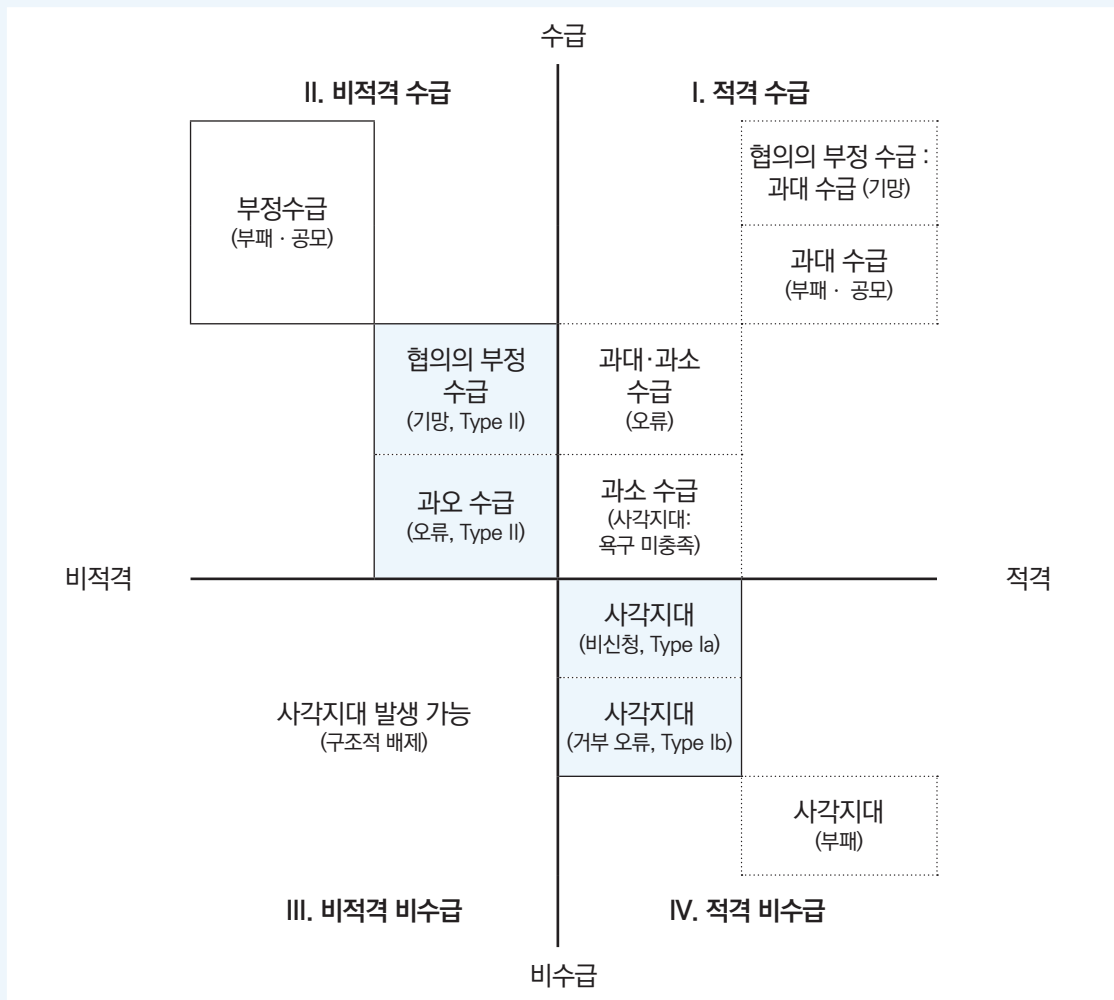 수급
II. 비적격 수급
I. 적격 수급
부정수급
(부패 · 공모)
협의의 부정 수급 :
과대 수급 (기망)
과대 수급
(부패 · 공모)
협의의 부정
수급
(기망, Type II)
과대·과소
수급
(오류)
과오 수급
(오류, Type II)
과소 수급
(사각지대:
욕구 미충족)
비적격
적격
사각지대
(비신청, Type Ia)
사각지대 발생 가능
(구조적 배제)
사각지대
(거부 오류, Type Ib)
사각지대
(부패)
III. 비적격 비수급
IV. 적격 비수급
비수급